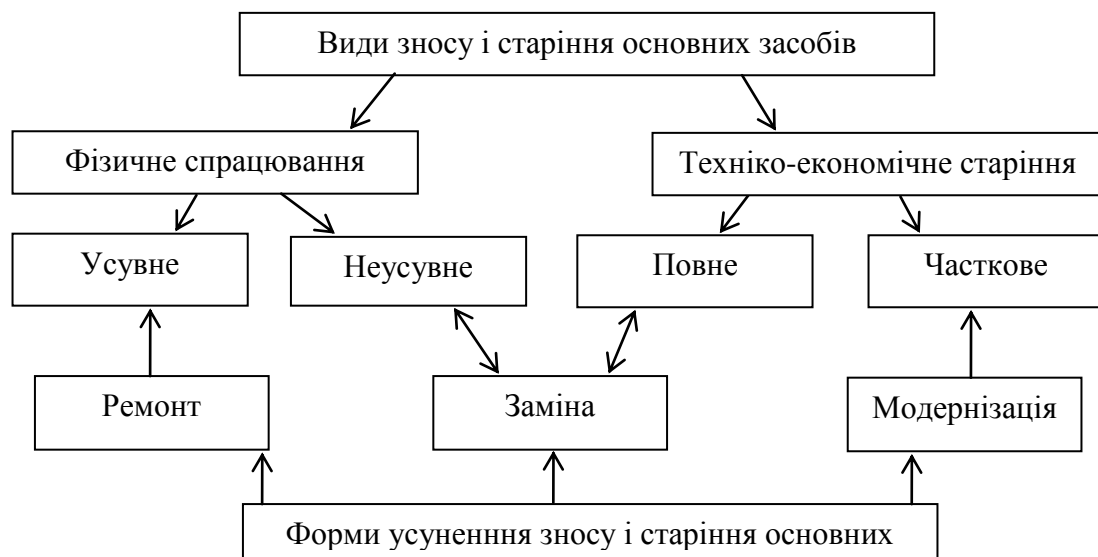 Види зносу і старіння основних засобів
Фізичне спрацювання
Техніко-економічне старіння
Усувне
Неусувне
Повне
Часткове
Ремонт
Заміна
Модернізація
Форми усуненння зносу і старіння основних